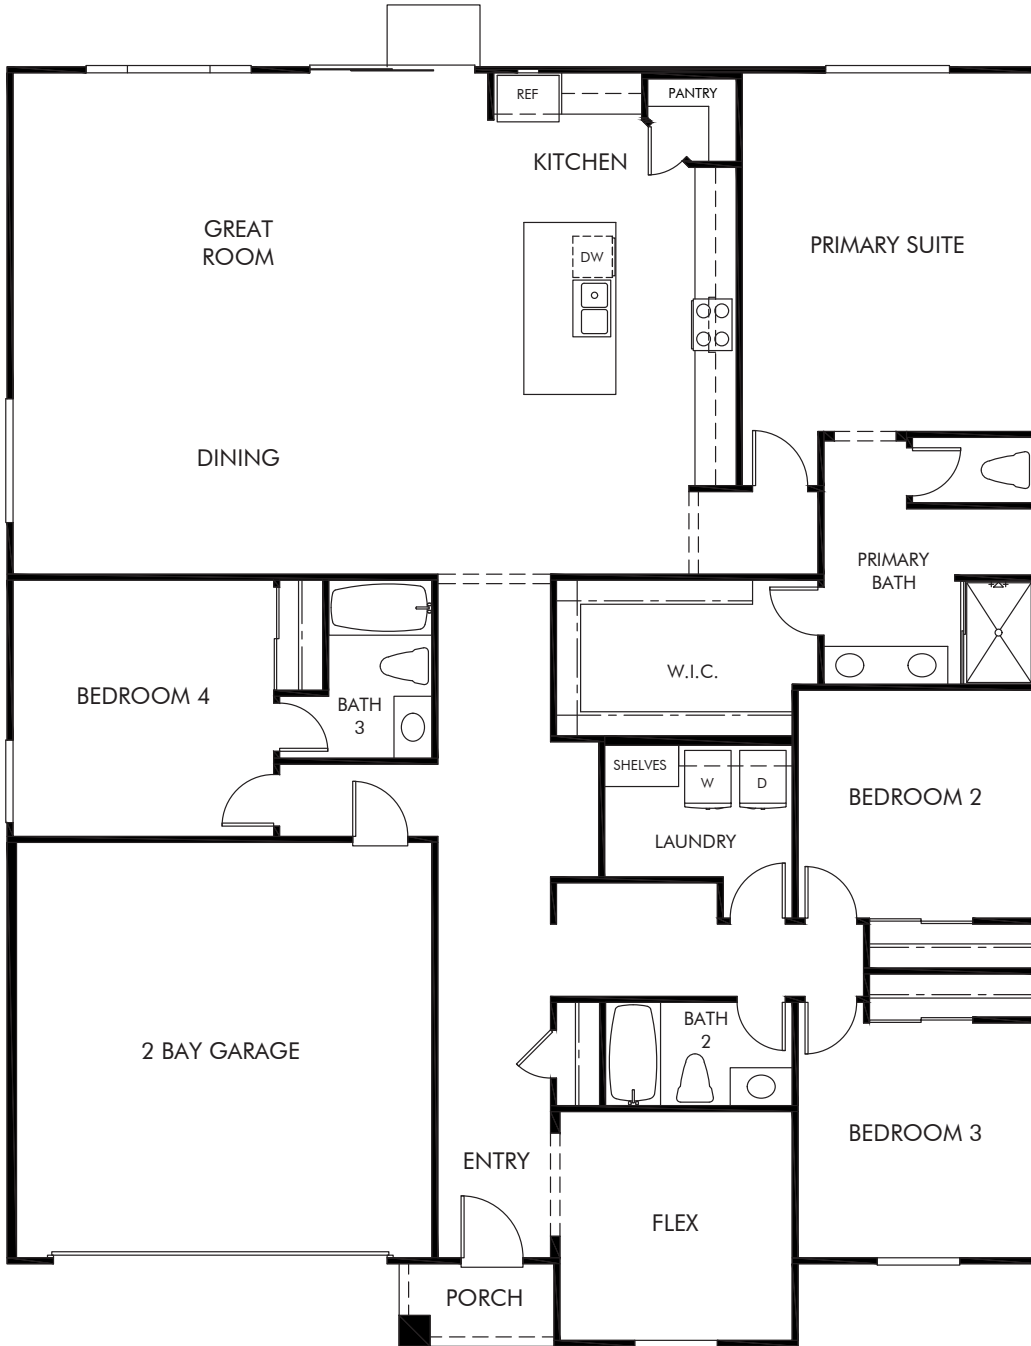 REF
PANTRY
KITCHEN
GREAT
ROOM
PRIMARY SUITE
DW
DINING
PRIMARY
BATH
W.I.C.
BEDROOM 4
BATH
3
SHELVES
W
D
BEDROOM 2
LAUNDRY
BATH
2
2 BAY GARAGE
BEDROOM 3
ENTRY
FLEX
PORCH